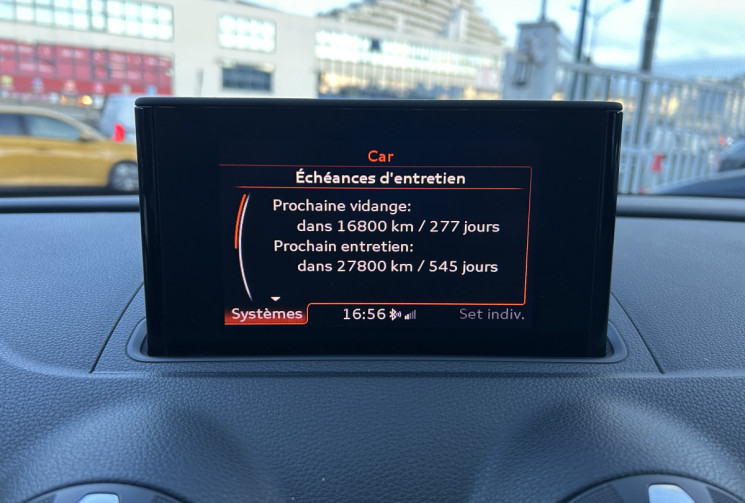 Car
Échéances d'entretien
Prochaine vidange:
dans 16800 km / 277 jours
Prochain entretien:
dans 27800 km / 545 jours
Systèmes 16:56 Set indiv.